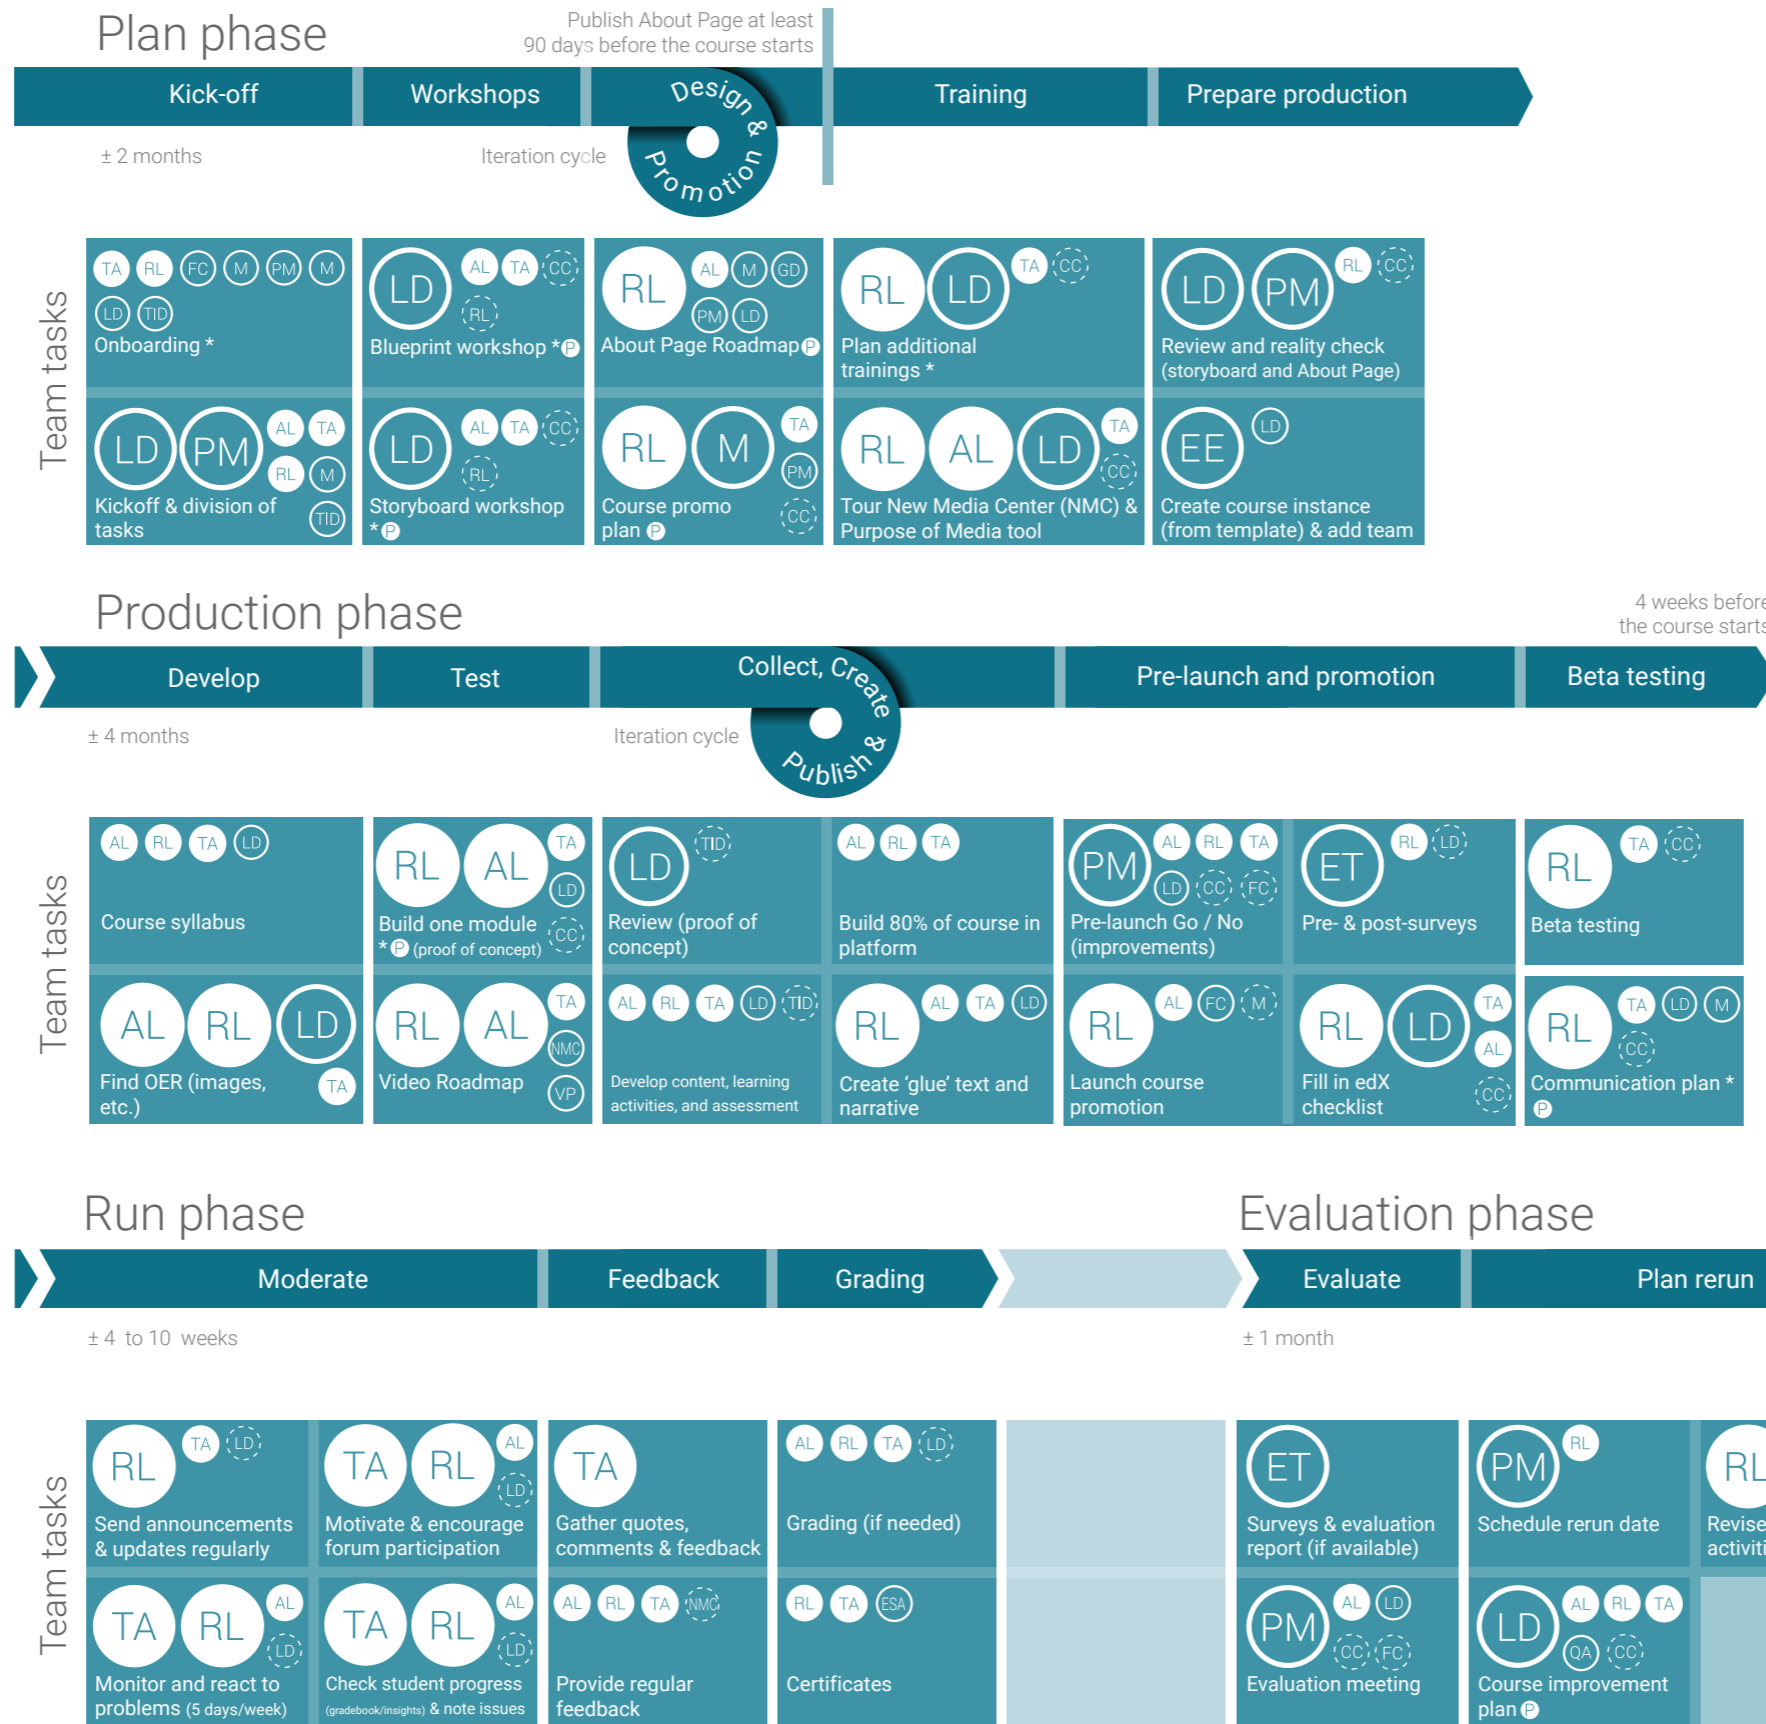 Plan phase
Publish About Page at least
90 days before the course starts
Kick-off
Workshops
Design & Promotion
Training
Prepare production
± 2 months
Iteration cycle
Team tasks
TA RL FC M PM M
LD TID
Onboarding *
LD AL TA CC
RL
Blueprint workshop * P
RL AL M GD
PM LD
About Page Roadmap P
RL LD TA CC
Plan additional
trainings *
LD PM RL CC
Review and reality check
(storyboard and About Page)
Team tasks
LD PM AL TA
RL M
TID
Kickoff & division of
tasks
LD AL TA CC
RL
Storyboard workshop
* P
RL M TA
PM
CC
Course promo
plan P
RL AL LD TA
CC
Tour New Media Center (NMC) &
Purpose of Media tool
EE LD
Create course instance
(from template) & add team
Production phase
4 weeks before
the course starts
Develop
Test
Collect, Create & Publish
Pre-launch and promotion
Beta testing
± 4 months
Iteration cycle
Team tasks
AL RL TA LD
Course syllabus
RL AL TA
LD
CC
Build one module
* P (proof of concept)
LD TID
Review (proof of
concept)
AL RL TA
Build 80% of course in
platform
PM AL RL TA
LD CC FC
Pre-launch Go / No
(improvements)
ET RL LD
Pre- & post-surveys
RL TA CC
Beta testing
AL RL LD
TA
Find OER (images,
etc.)
RL AL TA
NMC
VP
Video Roadmap
AL RL TA LD TID
Develop content, learning
activities, and assessment
RL AL TA LD
Create ‘glue’ text and
narrative
RL AL FC M
Launch course
promotion
RL LD TA
AL
CC
Fill in edX
checklist
RL TA LD M
CC
Communication plan *
P
Run phase
Evaluation phase
Moderate
Feedback
Grading
Evaluate
Plan rerun
± 4 to 10 weeks
± 1 month
Team tasks
RL TA LD
Send announcements
& updates regularly
TA RL AL
LD
Motivate & encourage
forum participation
TA
Gather quotes,
comments & feedback
AL RL TA LD
Grading (if needed)
ET
Surveys & evaluation
report (if available)
PM RL
Schedule rerun date
RL
Revise
activiti
TA RL AL
LD
Monitor and react to
problems (5 days/week)
TA RL AL
LD
Check student progress
(gradebook/insights) & note issues
AL RL TA NMC
Provide regular
feedback
RL TA ESA
Certificates
PM AL LD
CC FC
Evaluation meeting
LD AL RL TA
QA CC
Course improvement
plan P